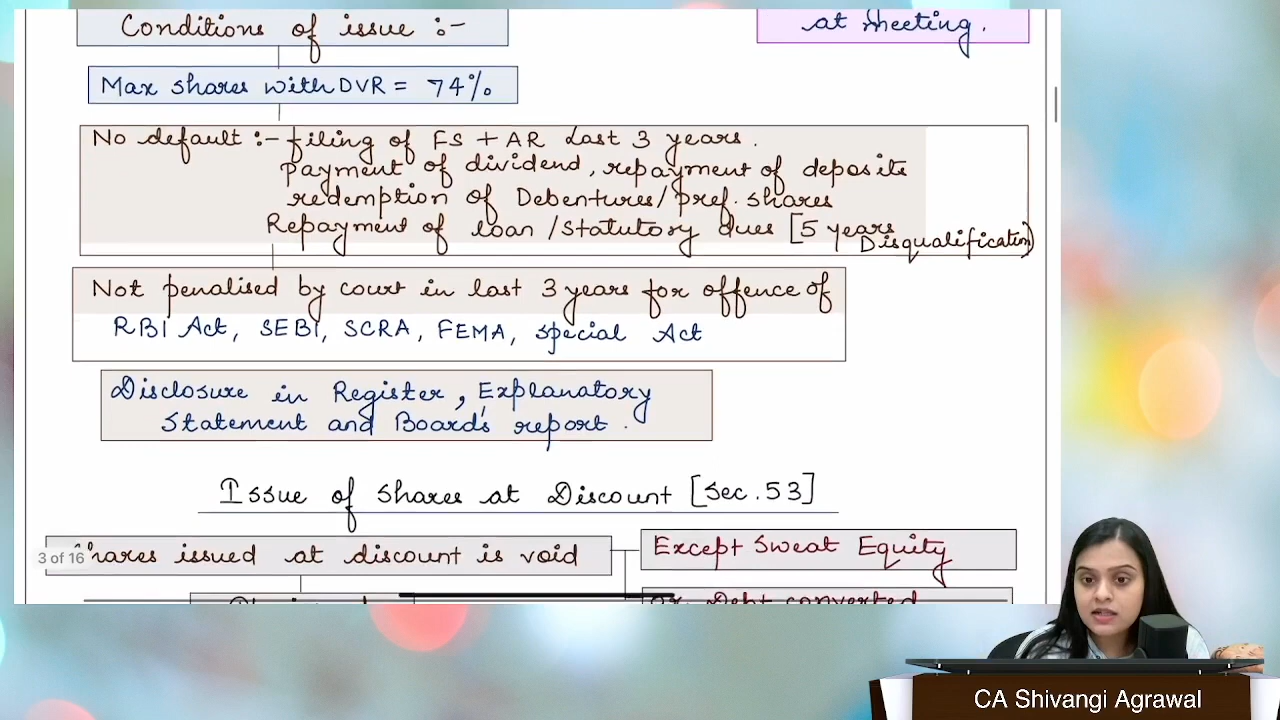 Conditions of issue :-
at meeting.
Max shares with DVR = 74%
No default :- filing of FS + AR Last 3 years.
payment of dividend, repayment of deposits
redemption of Debentures/pref. shares
Repayment of loan /Statutory dues [5 years
Disqualification)
Not penalised by court in last 3 years for offence of
RBI Act, SEBI, SCRA, FEMA, special Act
Disclosure in Register, Explanatory
Statement and Board's report.
Issue of shares at Discount [Sec. 53]
3 of 16
shares issued at discount is void
Except Sweat Equity
or Debt converted
CA Shivangi Agrawal